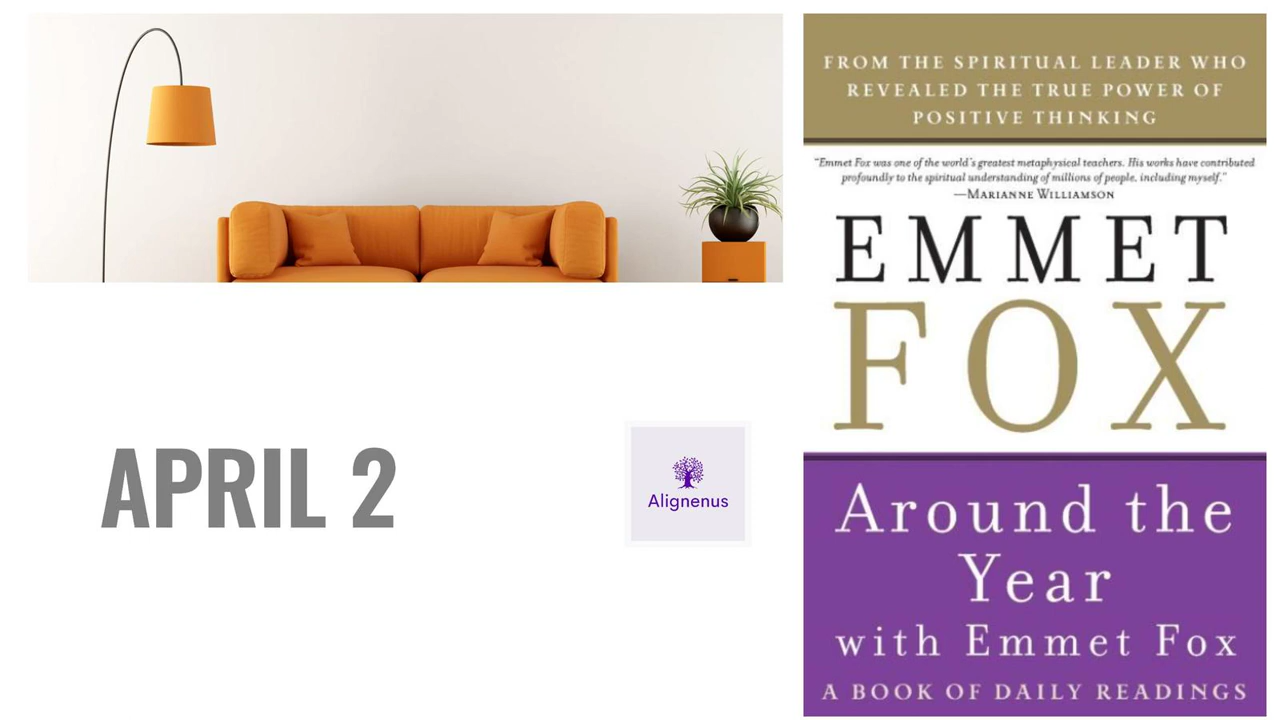 APRIL 2
Alignenus
FROM THE SPIRITUAL LEADER WHO
REVEALED THE TRUE POWER OF
POSITIVE THINKING
“Emmet Fox was one of the world’s greatest metaphysical teachers. His works have contributed
profoundly to the spiritual understanding of millions of people, including myself.”
—MARIANNE WILLIAMSON
EMMET
FOX
Around the
Year
with Emmet Fox
A BOOK OF DAILY READINGS